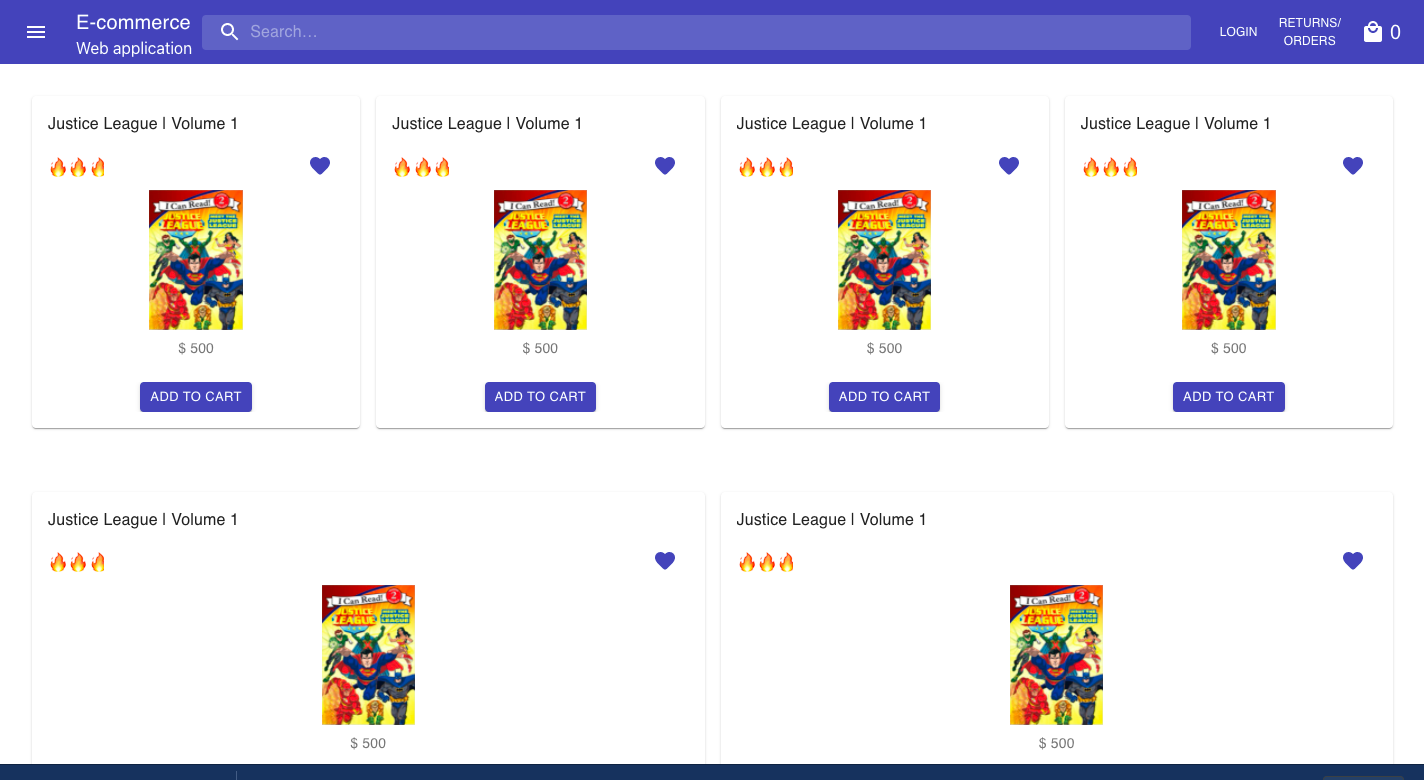 E-commerce
Web application
Search…
LOGIN
RETURNS/
ORDERS
0
Justice League | Volume 1
Justice League | Volume 1
Justice League | Volume 1
Justice League | Volume 1
I Can Read! 2
JUSTICE LEAGUE
MEET THE JUSTICE LEAGUE
I Can Read! 2
JUSTICE LEAGUE
MEET THE JUSTICE LEAGUE
I Can Read! 2
JUSTICE LEAGUE
MEET THE JUSTICE LEAGUE
I Can Read! 2
JUSTICE LEAGUE
MEET THE JUSTICE LEAGUE
$ 500
$ 500
$ 500
$ 500
ADD TO CART
ADD TO CART
ADD TO CART
ADD TO CART
Justice League | Volume 1
Justice League | Volume 1
I Can Read! 2
JUSTICE LEAGUE
MEET THE JUSTICE LEAGUE
I Can Read! 2
JUSTICE LEAGUE
MEET THE JUSTICE LEAGUE
$ 500
$ 500